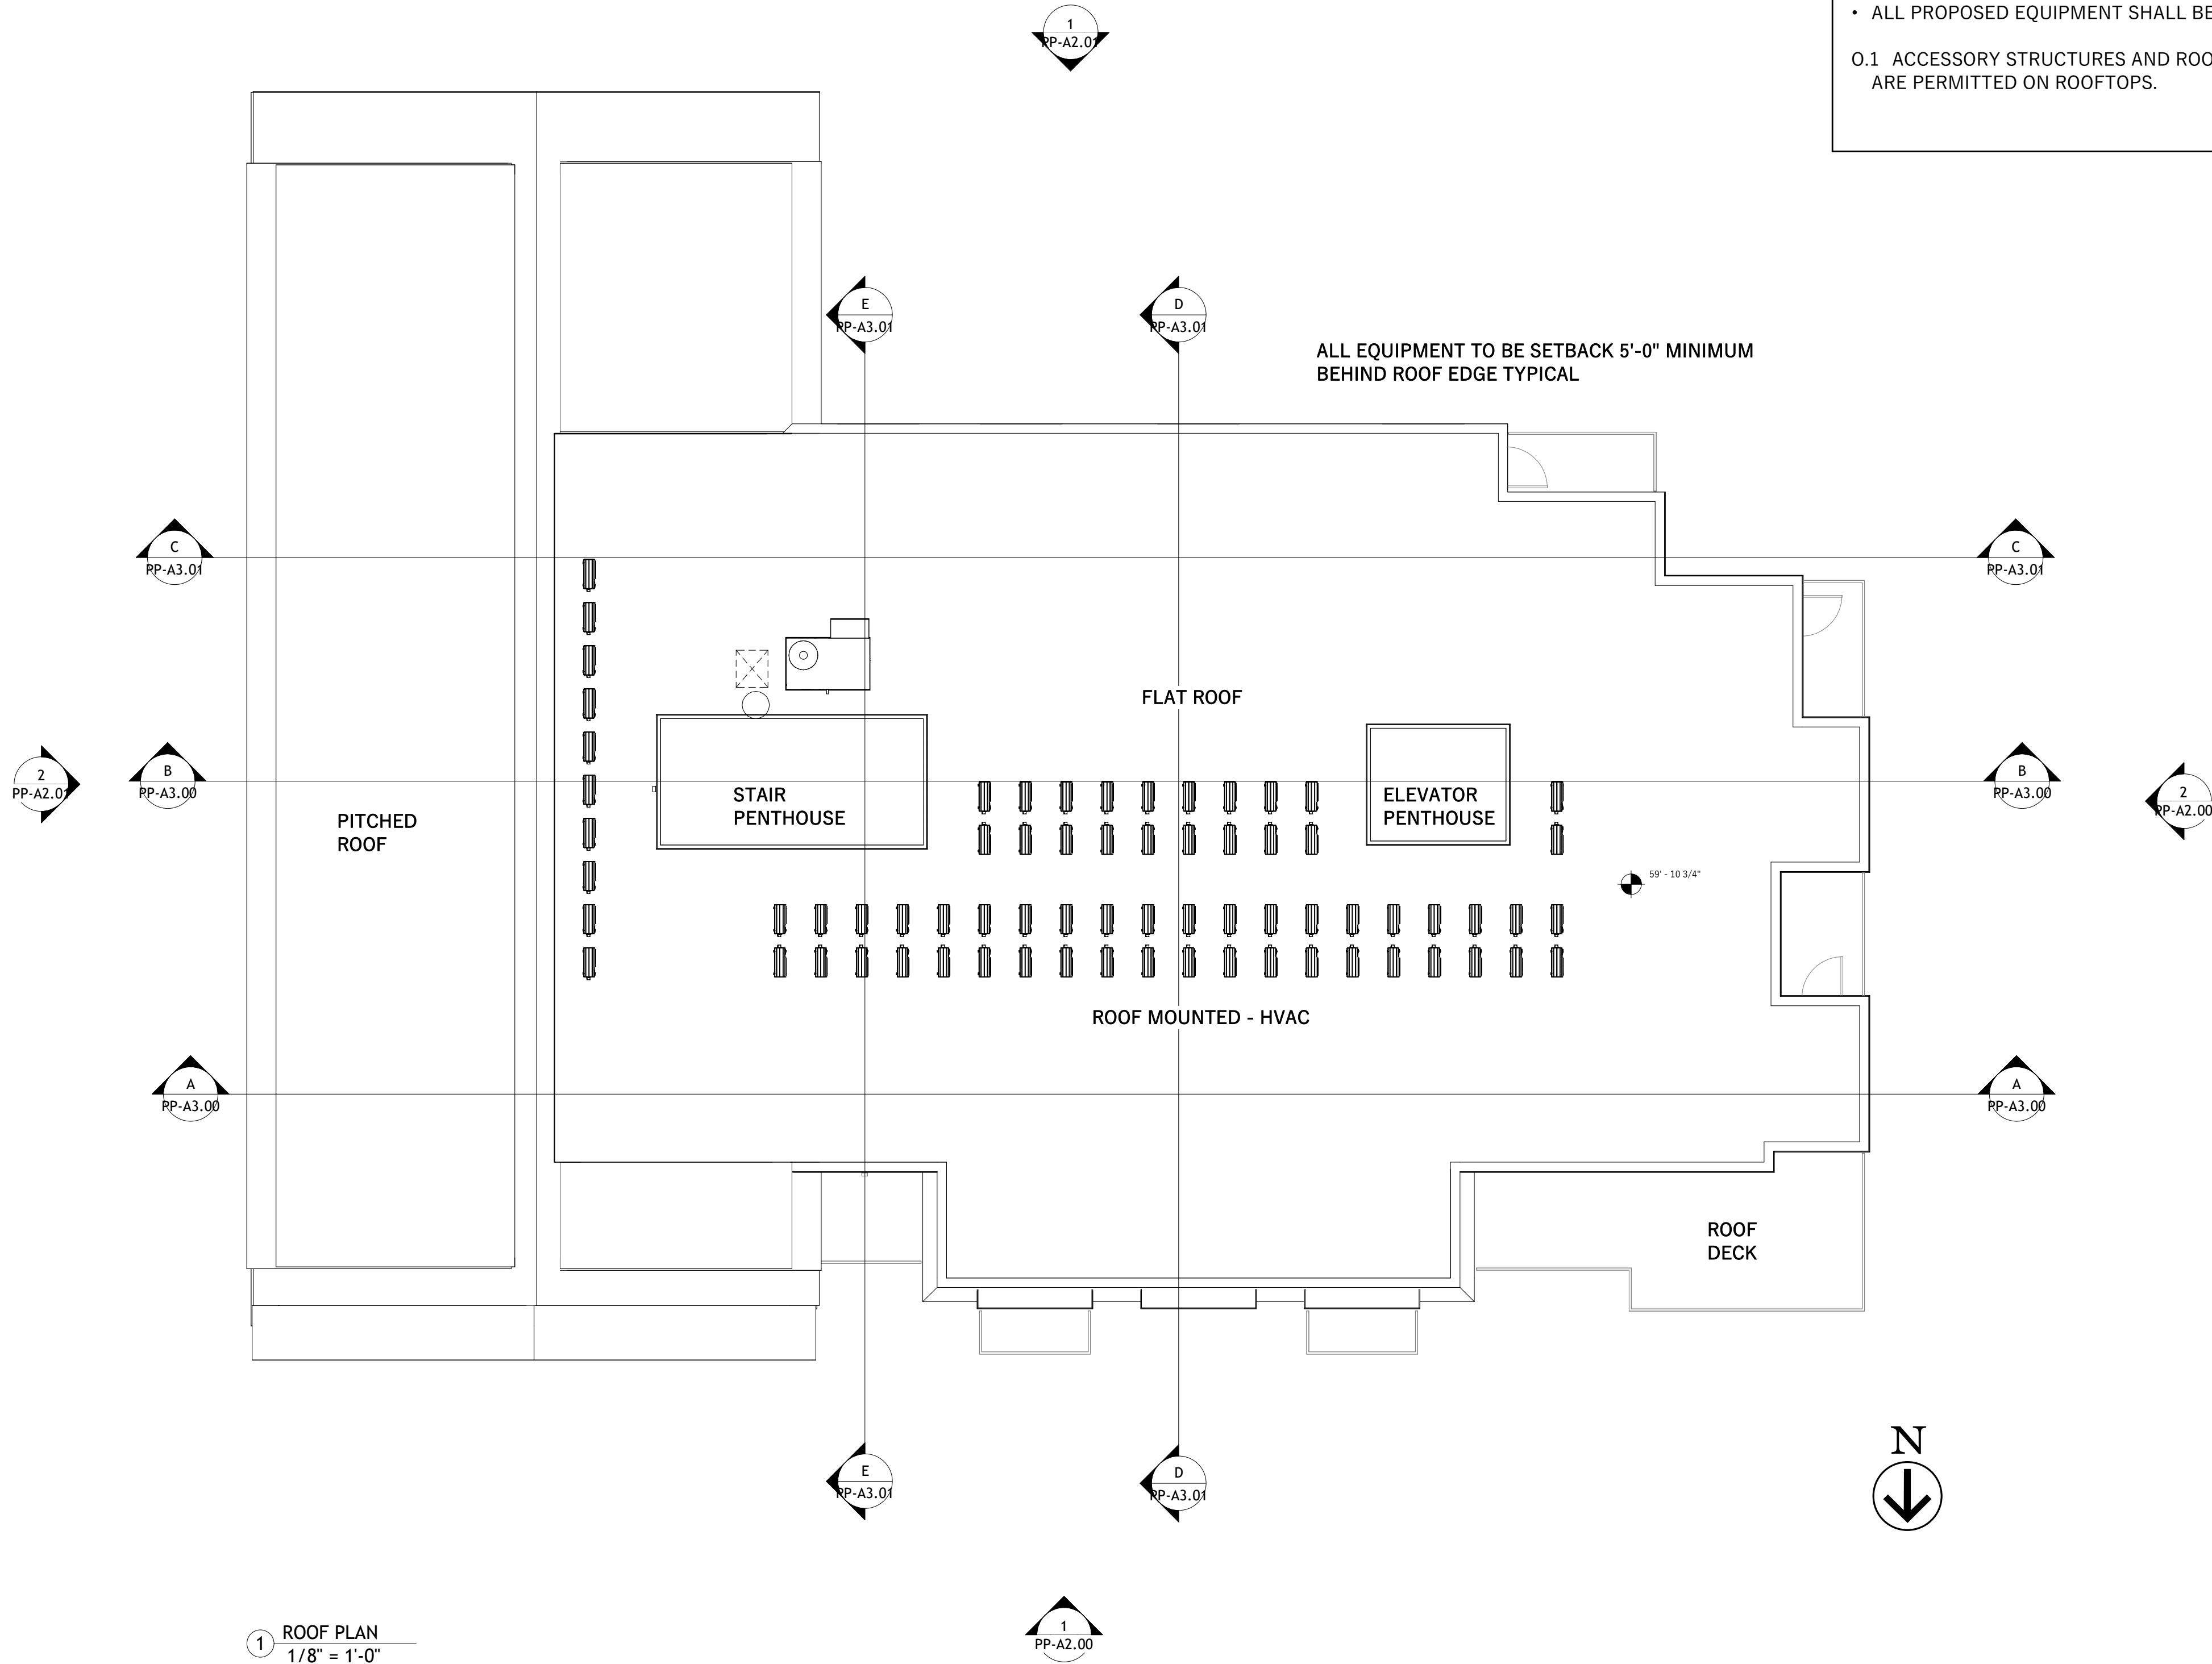 1
PP-A2.01
• ALL PROPOSED EQUIPMENT SHALL BE
O.1 ACCESSORY STRUCTURES AND ROO
ARE PERMITTED ON ROOFTOPS.
E
PP-A3.01
D
PP-A3.01
ALL EQUIPMENT TO BE SETBACK 5'-0" MINIMUM
BEHIND ROOF EDGE TYPICAL
C
PP-A3.01
C
PP-A3.01
FLAT ROOF
2
PP-A2.01
B
PP-A3.00
STAIR
PENTHOUSE
ELEVATOR
PENTHOUSE
B
PP-A3.00
2
PP-A2.00
PITCHED
ROOF
59' - 10 3/4"
ROOF MOUNTED - HVAC
A
PP-A3.00
A
PP-A3.00
ROOF
DECK
E
PP-A3.01
D
PP-A3.01
N
1
ROOF PLAN
1/8" = 1'-0"
1
PP-A2.00